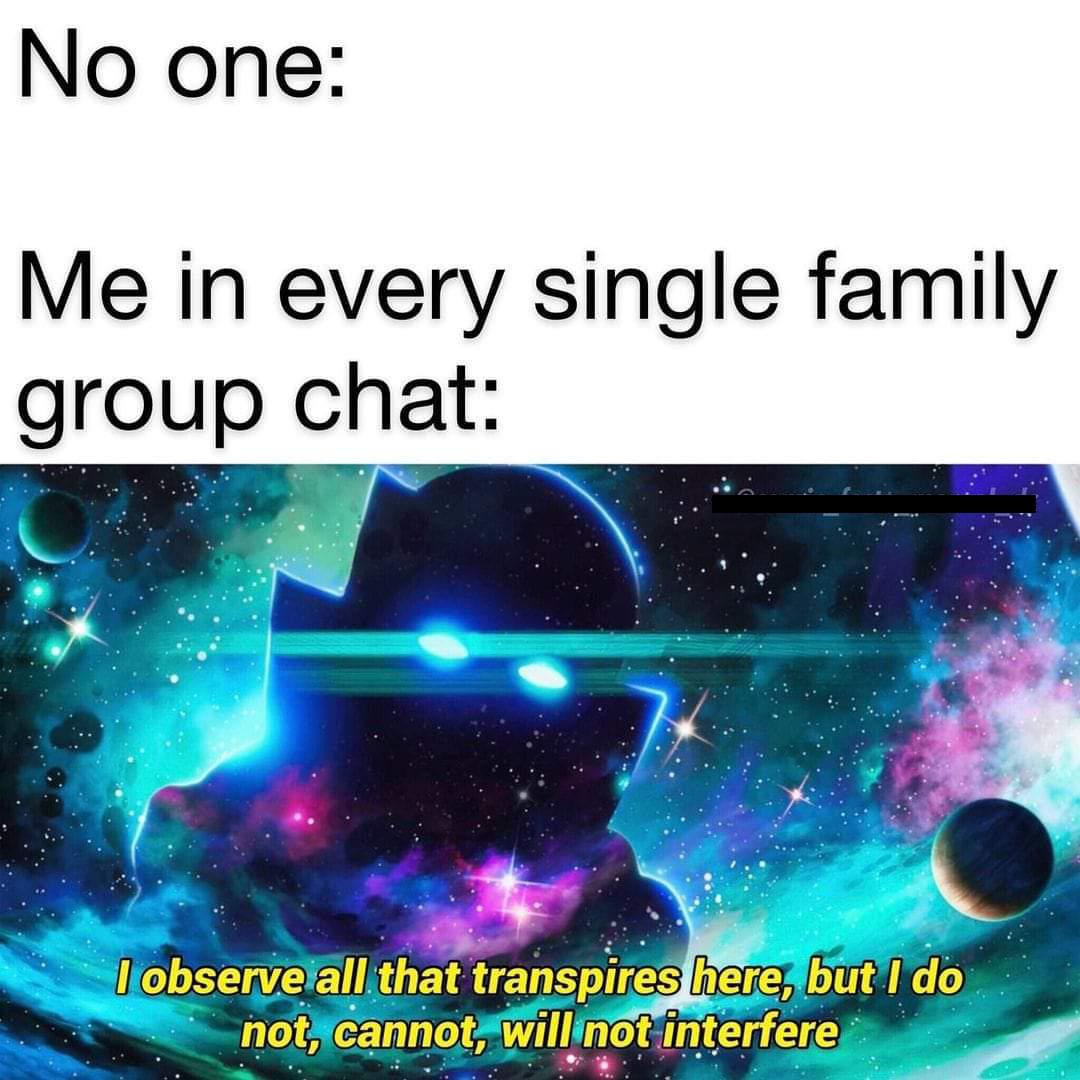 No one:
Me in every single family
group chat:
I observe all that transpires here, but I do
not, cannot, will not interfere